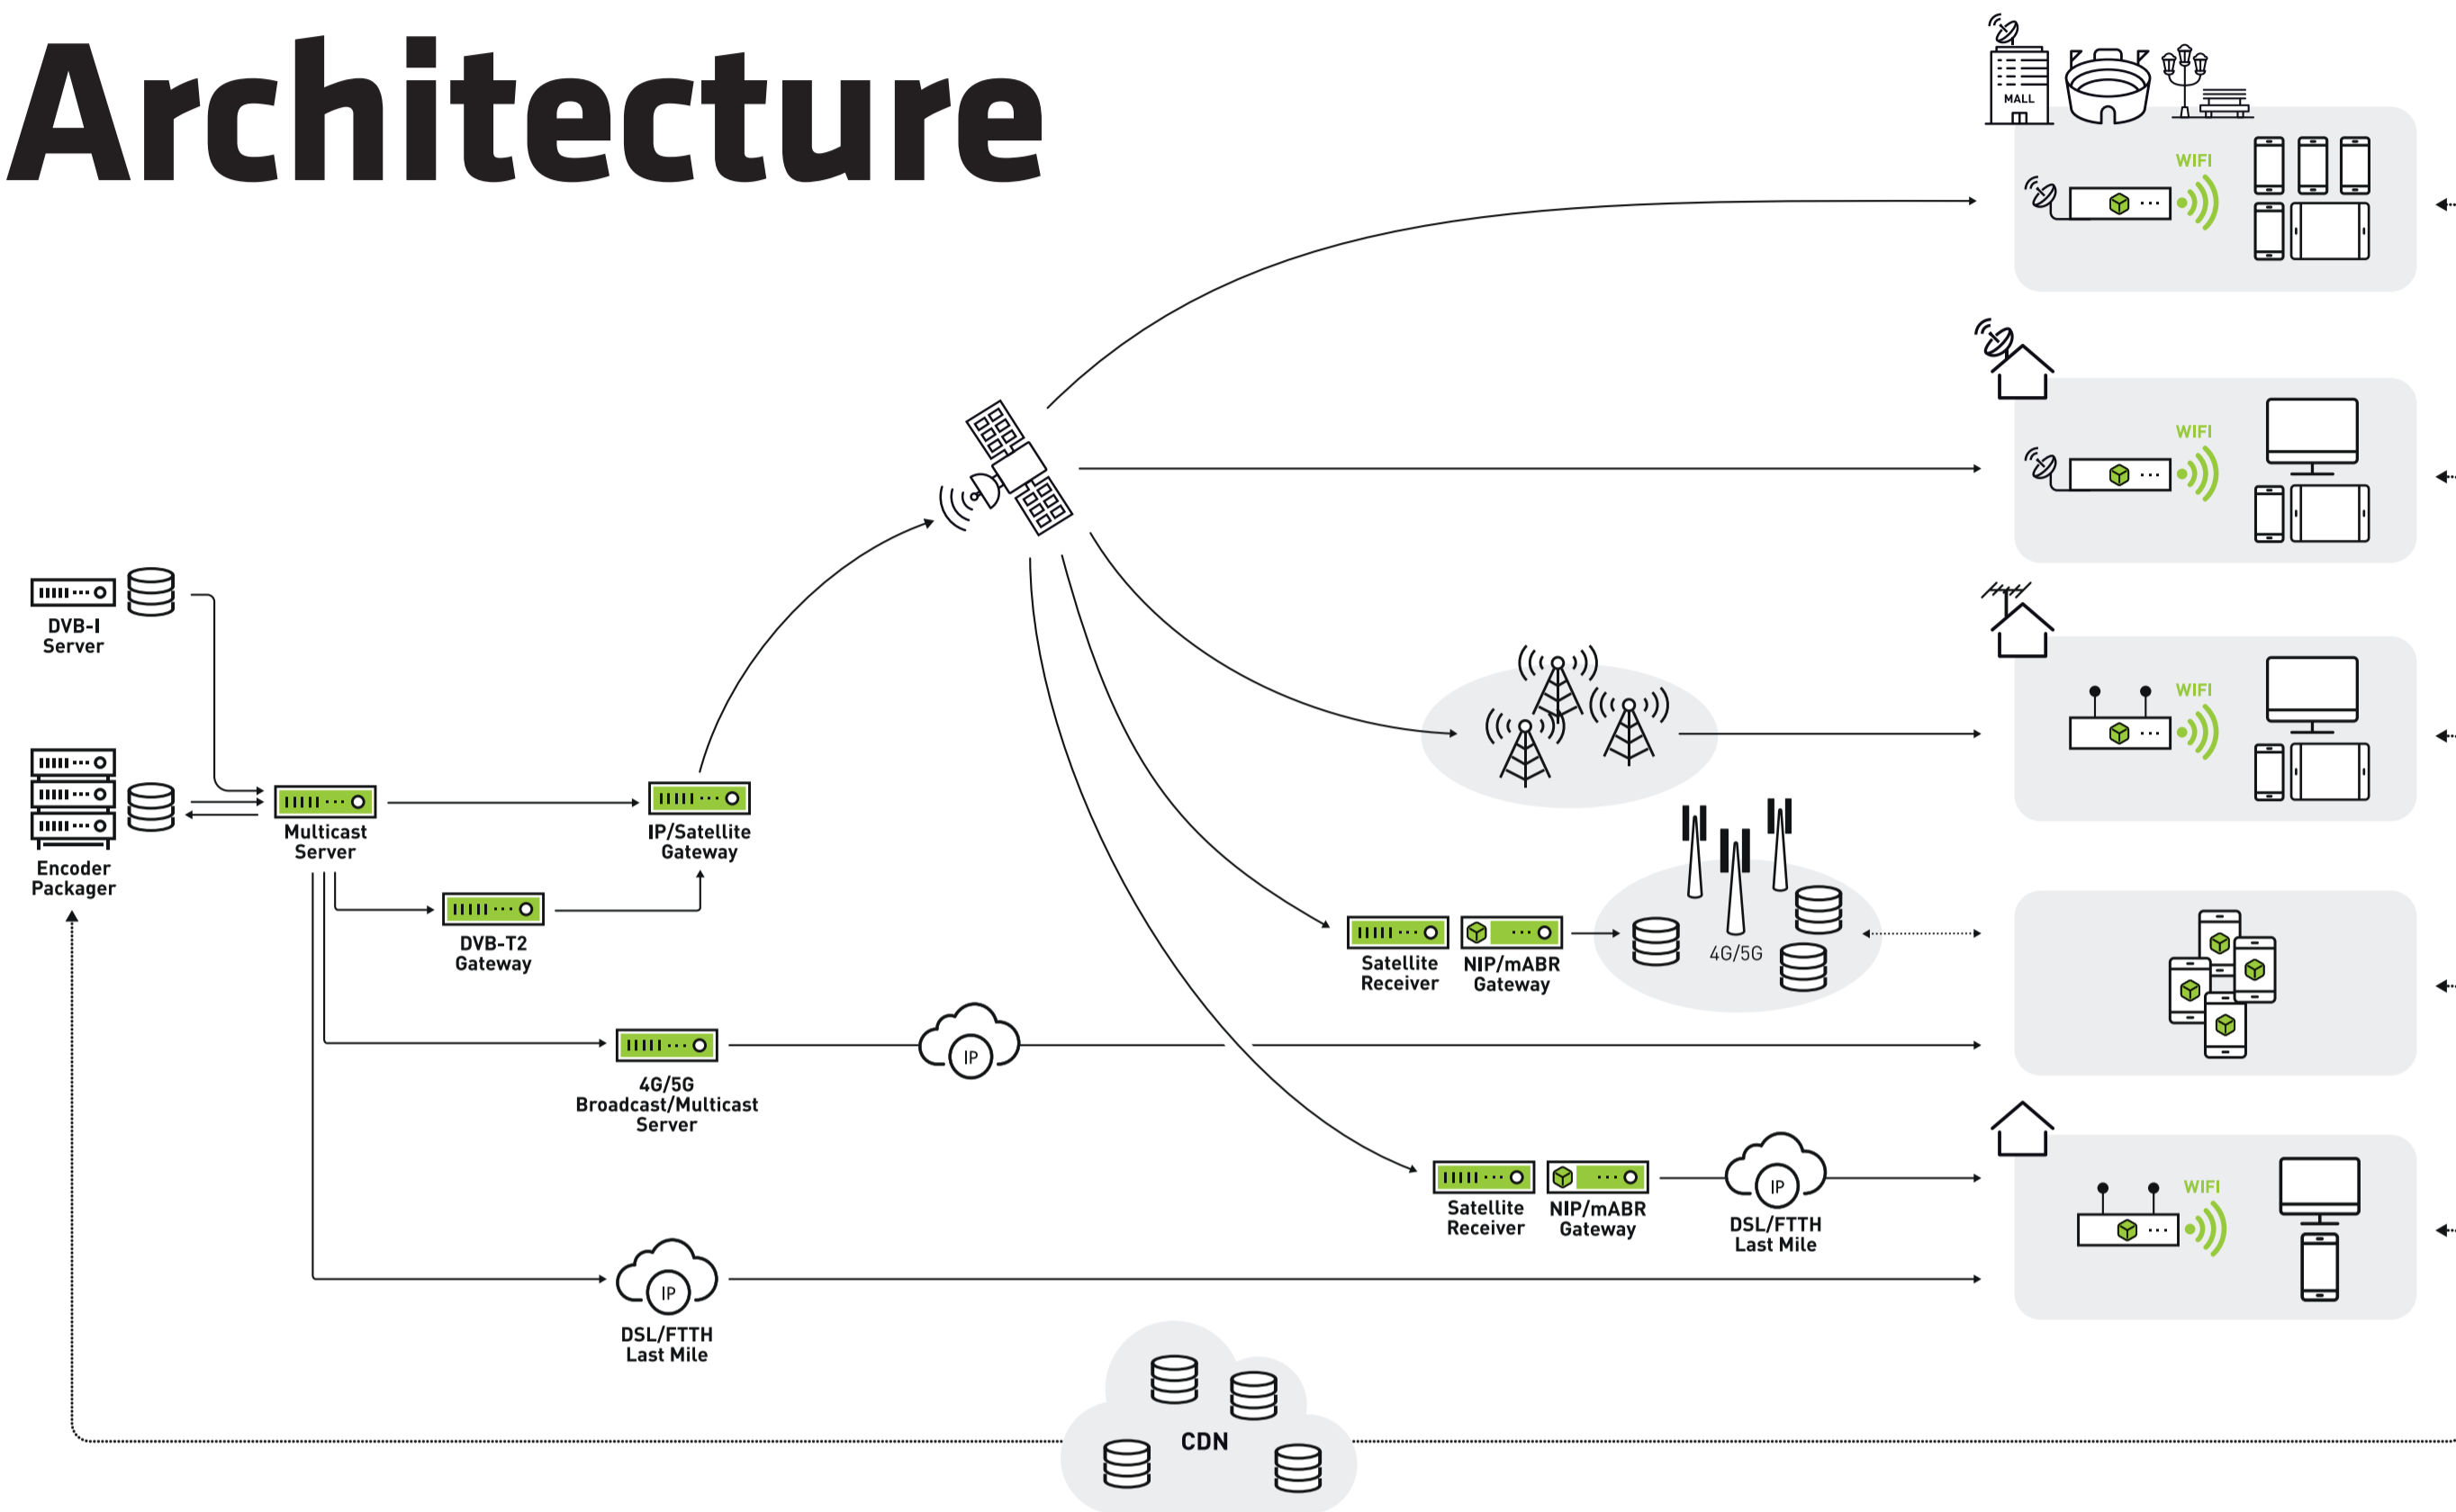 Architecture
MALL
WIFI
WIFI
DVB-I
Server
WIFI
Encoder
Packager
Multicast
Server
IP/Satellite
Gateway
DVB-T2
Gateway
Satellite
Receiver
NIP/mABR
Gateway
4G/5G
4G/5G
Broadcast/Multicast
Server
IP
Satellite
Receiver
NIP/mABR
Gateway
IP
DSL/FTTH
Last Mile
WIFI
IP
DSL/FTTH
Last Mile
CDN